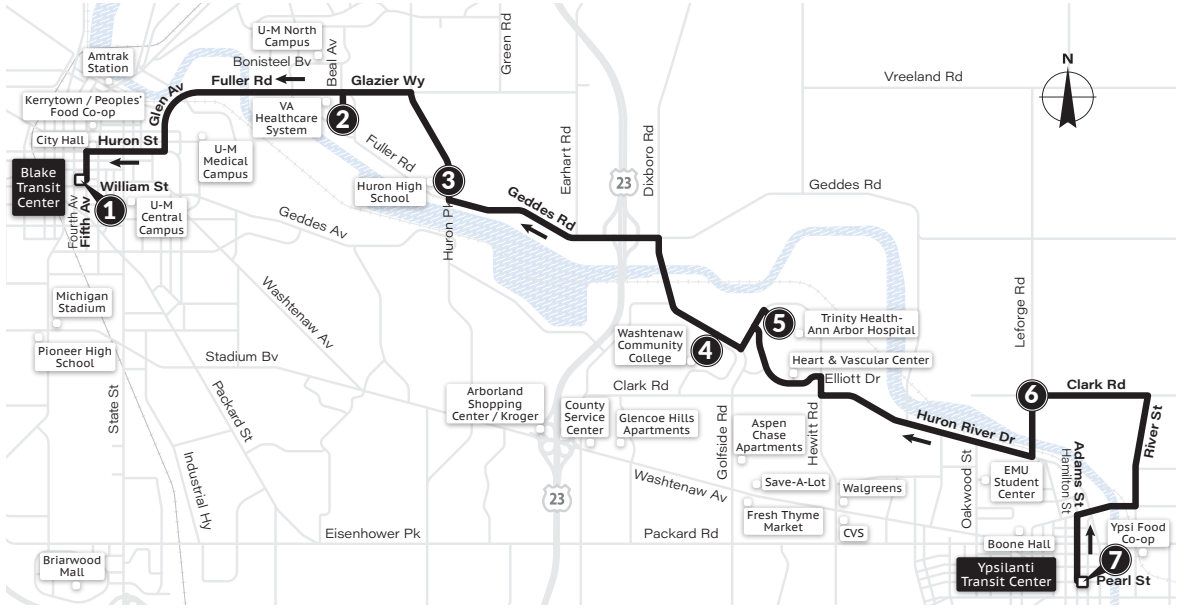 U-M North
Campus
Green Rd
Amtrak
Station
Bonisteel Bv
Beal Av
N
Fuller Rd
Glazier Wy
Vreeland Rd
Kerrytown / Peoples'
Food Co-op
Glen Av
VA
Healthcare
System
2
City Hall
Huron St
U-M
Medical
Campus
Fuller Rd
Earhart Rd
Dixboro Rd
Blake
Transit
Center
William St
1
U-M
Central
Campus
Fourth Av
Fifth Av
Huron High
School
3
23
Geddes Rd
Geddes Rd
Geddes Av
Huron Pk
Washtenaw Av
Michigan
Stadium
Pioneer High
School
Stadium Bv
State St
Packard St
Industrial Hy
Washtenaw
Community
College
4
5
Trinity Health-
Ann Arbor Hospital
Heart & Vascular Center
Elliott Dr
Leforge Rd
Clark Rd
6
Clark Rd
River St
Arborland
Shopping
Center / Kroger
County
Service
Center
Glencoe Hills
Apartments
Golfside Rd
Aspen
Chase
Apartments
Hewitt Rd
Huron River Dr
Oakwood St
EMU
Student
Center
Adams St
Hamilton St
Washtenaw Av
Save-A-Lot
Walgreens
23
Fresh Thyme
Market
CVS
Eisenhower Pk
Packard Rd
Boone Hall
Ypsi Food
Co-op
Briarwood
Mall
Ypsilanti
Transit Center
7
Pearl St